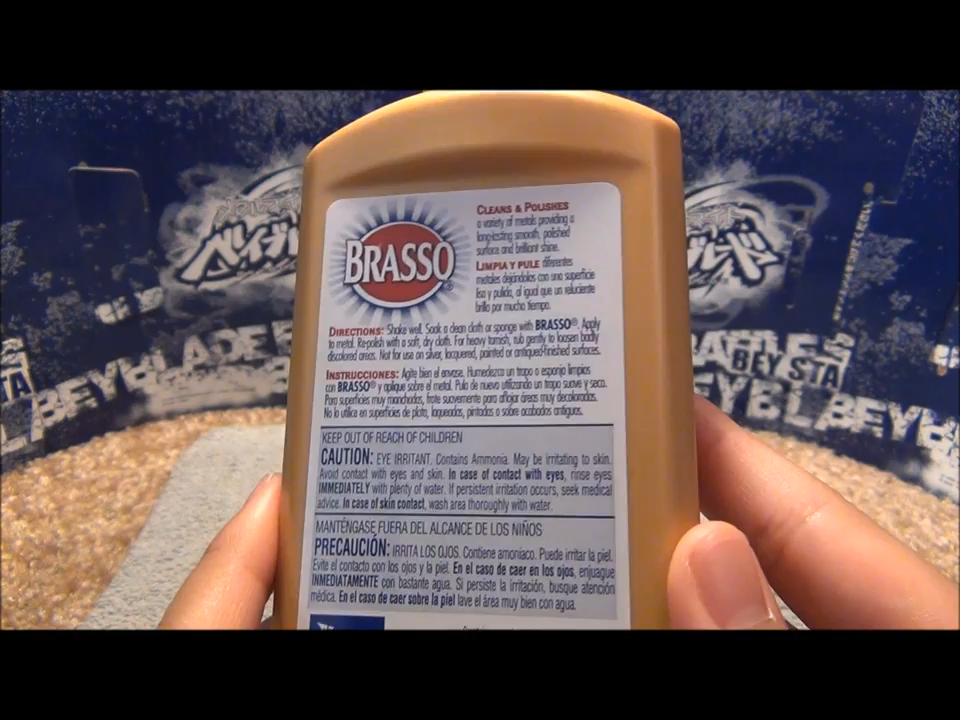 BRASSO®
CLEANS & POLISHES
a variety of metals providing a
long-lasting smooth, polished
surface and brilliant shine.
LIMPIA Y PULE diferentes
metales dejándolos con una superficie
lisa y pulida, al igual que un reluciente
brillo por mucho tiempo.
DIRECTIONS: Shake well. Soak a clean cloth or sponge with BRASSO®. Apply
to metal. Re-polish with a soft, dry cloth. For heavy tarnish, rub gently to loosen badly
discolored areas. Not for use on silver, lacquered, painted or antiqued-finished surfaces.
INSTRUCCIONES: Agite bien el envase. Humedezca un trapo o esponja limpios
con BRASSO® y aplique sobre el metal. Pula de nuevo utilizando un trapo suave y seco.
Para superficies muy manchadas, frote suavemente para aflojar áreas muy decoloradas.
No lo utilice en superficies de plata, laqueadas, pintadas o sobre acabados antiguos.
KEEP OUT OF REACH OF CHILDREN
CAUTION: EYE IRRITANT. Contains Ammonia. May be irritating to skin.
Avoid contact with eyes and skin. In case of contact with eyes, rinse eyes
IMMEDIATELY with plenty of water. If persistent irritation occurs, seek medical
advice. In case of skin contact, wash area thoroughly with water.
MANTÉNGASE FUERA DEL ALCANCE DE LOS NIÑOS
PRECAUCIÓN: IRRITA LOS OJOS. Contiene amoníaco. Puede irritar la piel.
Evite el contacto con los ojos y la piel. En el caso de caer en los ojos, enjuague
INMEDIATAMENTE con bastante agua. Si persiste la irritación, busque atención
médica. En el caso de caer sobre la piel lave el área muy bien con agua.
ベイブレード
BEYBLADE
BEY STA
BEYBL
BEY